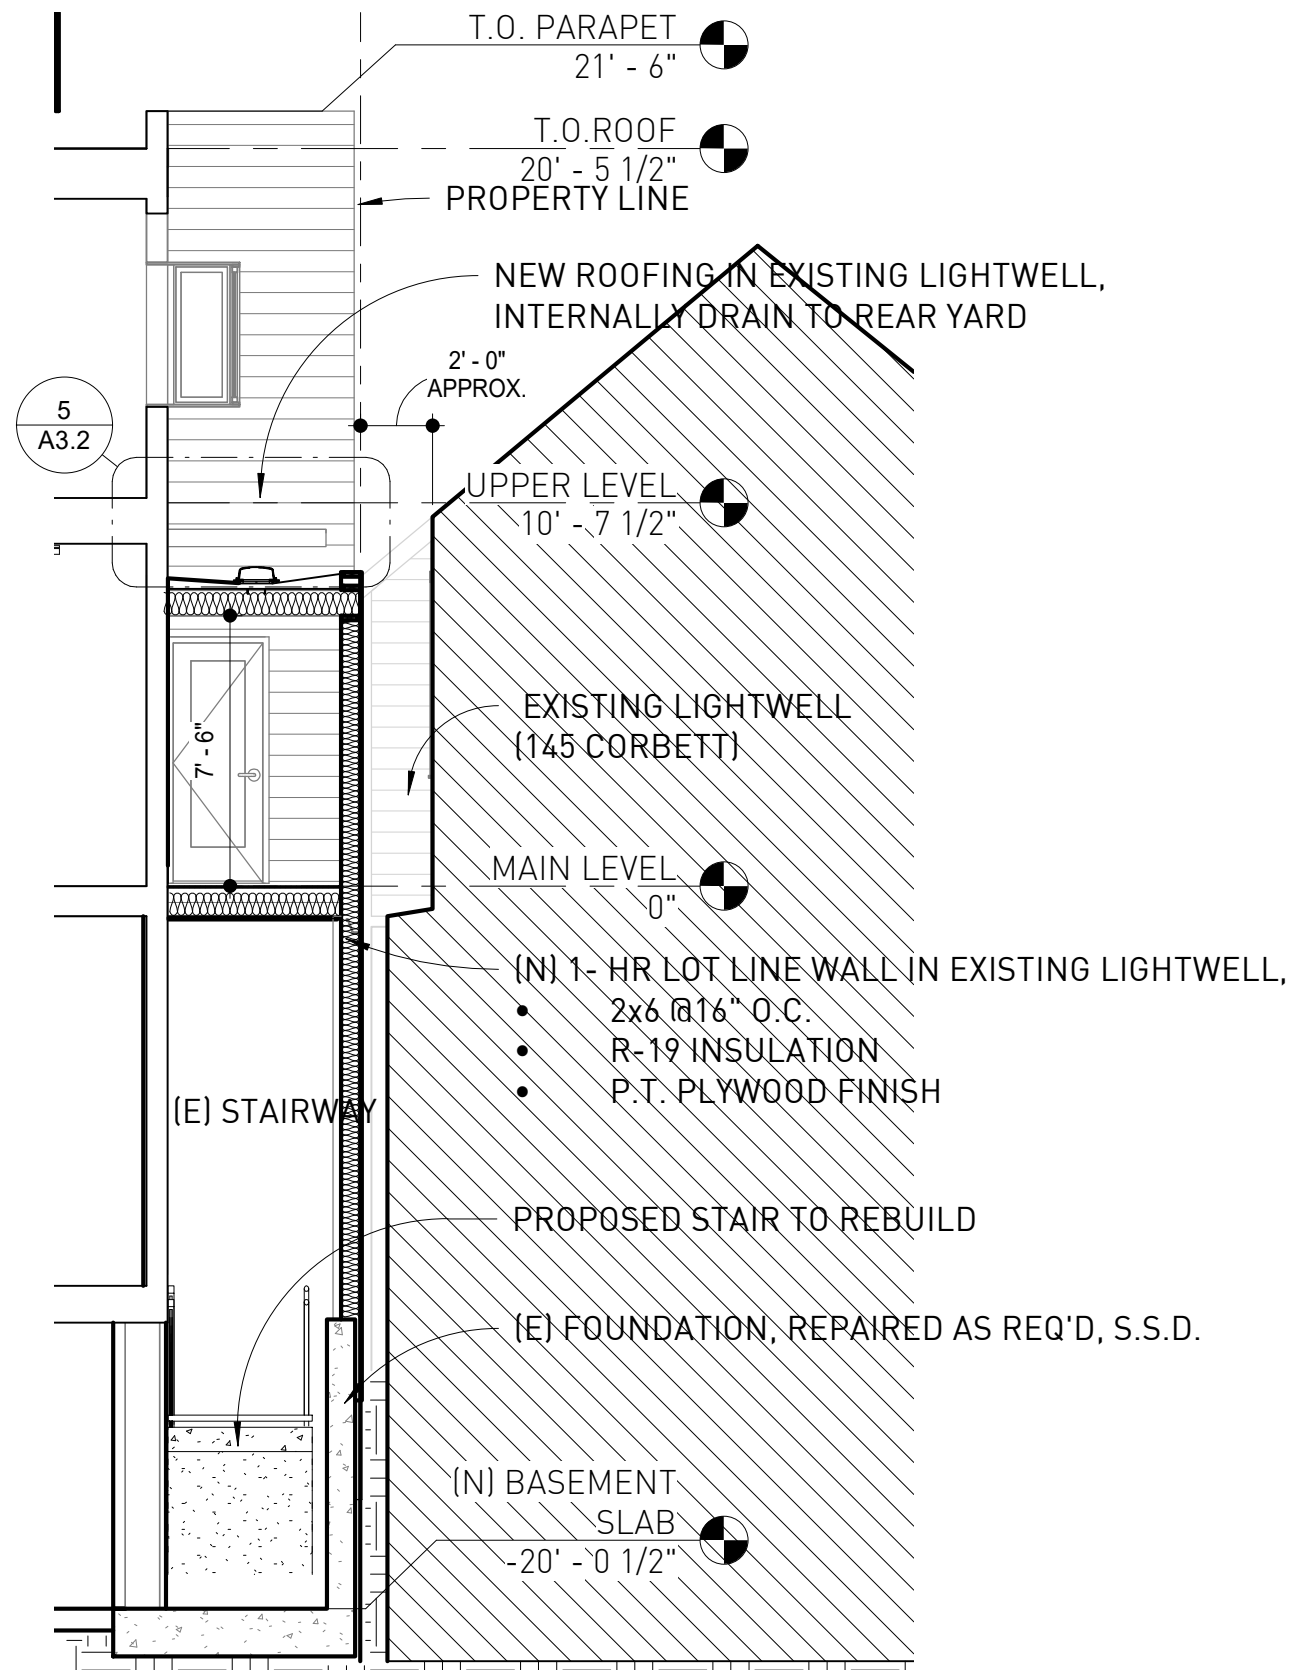 T.O. PARAPET
21' - 6"
T.O.ROOF
20' - 5 1/2"
PROPERTY LINE
NEW ROOFING IN EXISTING LIGHTWELL,
INTERNALLY DRAIN TO REAR YARD
2' - 0"
APPROX.
5
A3.2
UPPER LEVEL
10' - 7 1/2"
7' - 6"
EXISTING LIGHTWELL
(145 CORBETT)
MAIN LEVEL
0"
(N) 1- HR LOT LINE WALL IN EXISTING LIGHTWELL,
• 2x6 @16" O.C.
• R-19 INSULATION
• P.T. PLYWOOD FINISH
(E) STAIRWAY
PROPOSED STAIR TO REBUILD
(E) FOUNDATION, REPAIRED AS REQ'D, S.S.D.
(N) BASEMENT
SLAB
-20' - 0 1/2"